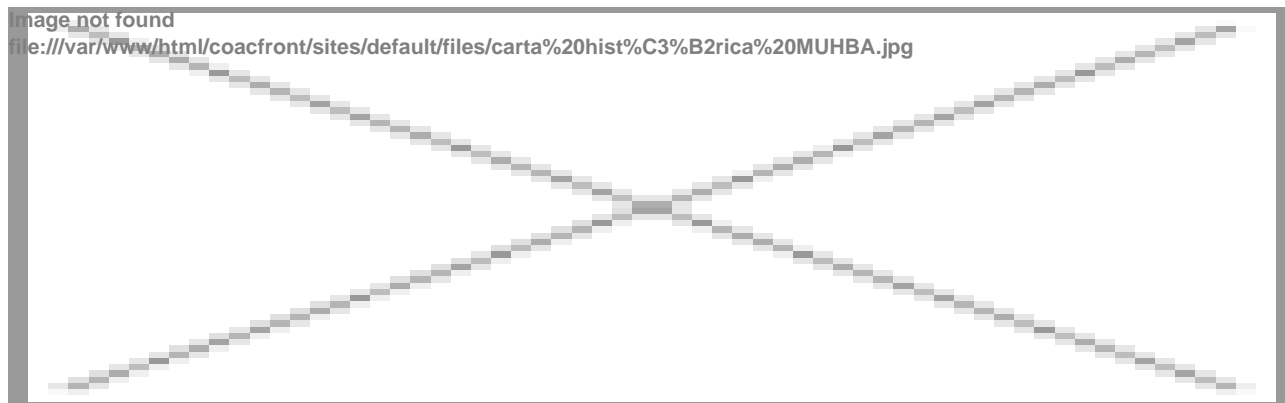 Image not found
file:///var/www/html/coacfront/sites/default/files/carta%20hist%C3%B2rica%20MUHBA.jpg